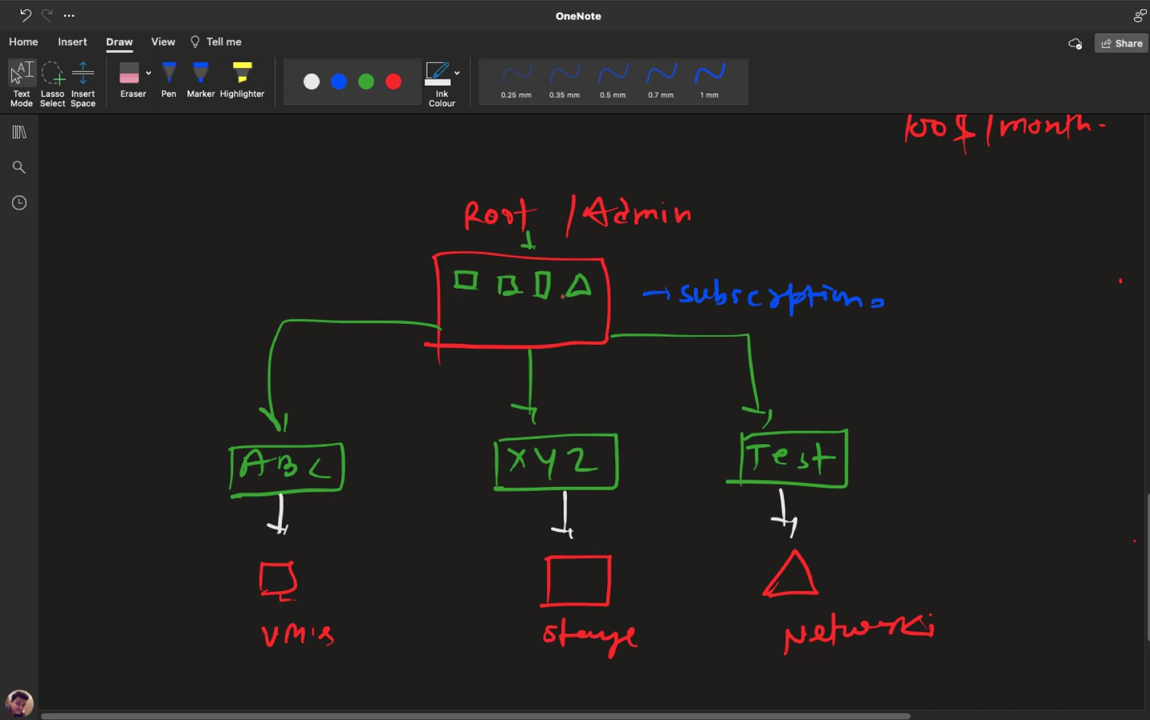 OneNote
Home Insert Draw View Tell me
Share
Text Mode
Lasso Select
Insert Space
Eraser
Pen
Marker
Highlighter
Ink Colour
0.25 mm
0.35 mm
0.5 mm
0.7 mm
1 mm
100$/month-
Root /Admin
→ subscription
ABC
XYZ
Test
VM's
Storage
Networki